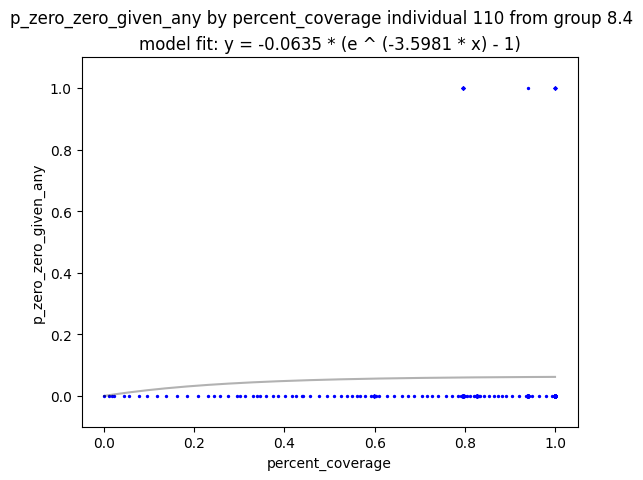 p_zero_zero_given_any by percent_coverage individual 110 from group 8.4
model fit: y = -0.0635 * (e ^ (-3.5981 * x) - 1)
1.0
0.8
0.6
0.4
0.2
0.0
p_zero_zero_given_any
0.0 0.2 0.4 0.6 0.8 1.0
percent_coverage